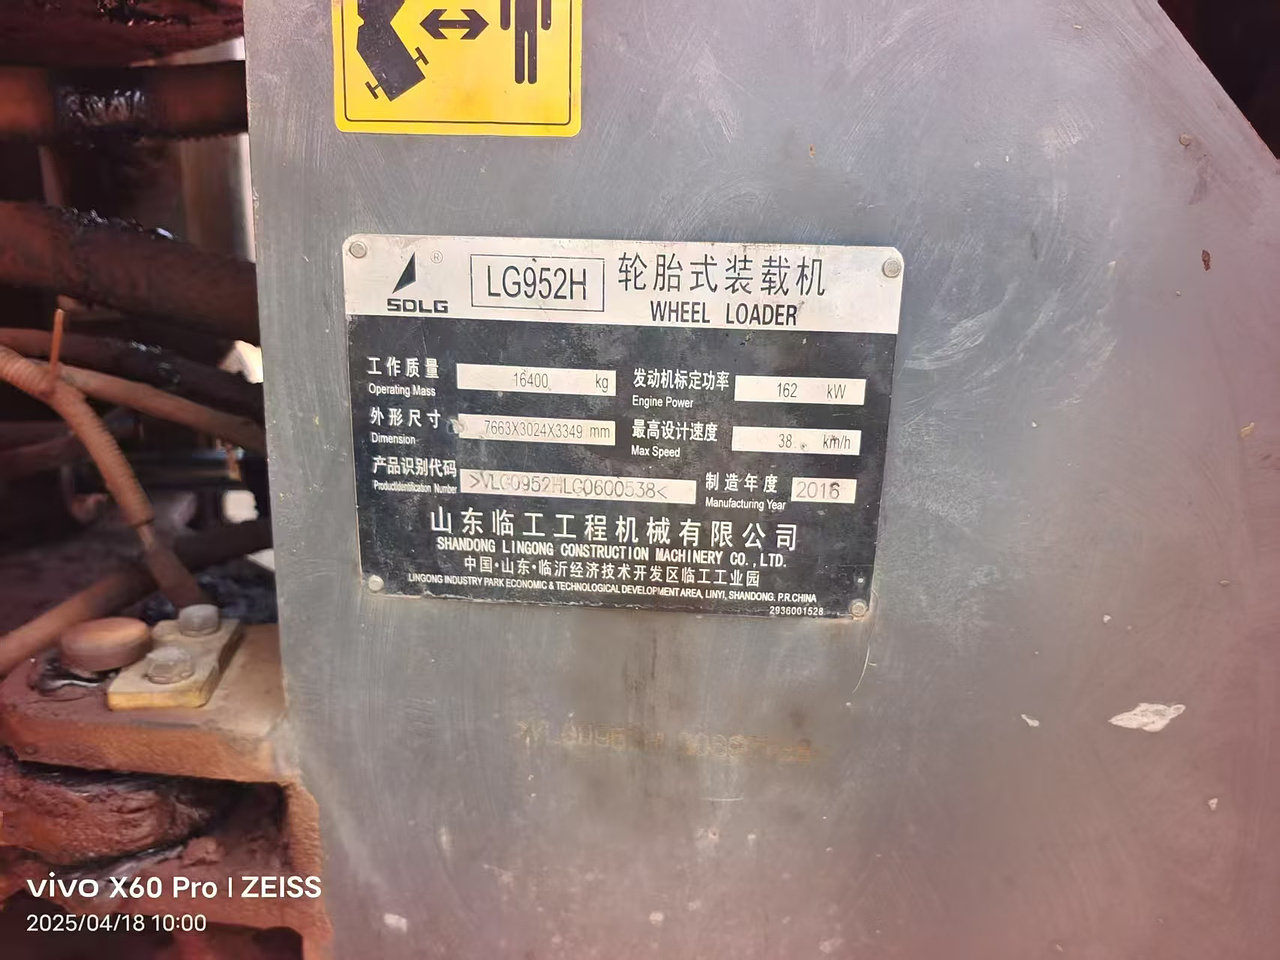 SDLG ®
LG952H
轮胎式装载机
WHEEL LOADER
工作质量 16400 kg
Operating Mass
发动机标定功率 162 kW
Engine Power
外形尺寸 7663X3024X3349 mm
Dimension
最高设计速度 38 km/h
Max Speed
产品识别代码 >VLG0952HLG0600538<
ProductIdentification Number
制造年度 2016
Manufacturing Year
山东临工工程机械有限公司
SHANDONG LINGONG CONSTRUCTION MACHINERY CO.,LTD.
中国·山东·临沂经济技术开发区临工工业园
LINGONG INDUSTRY PARK ECONOMIC & TECHNOLOGICAL DEVELOPMENT AREA, LINYI, SHANDONG. P.R.CHINA
2936001528
vivo X60 Pro | ZEISS
2025/04/18 10:00